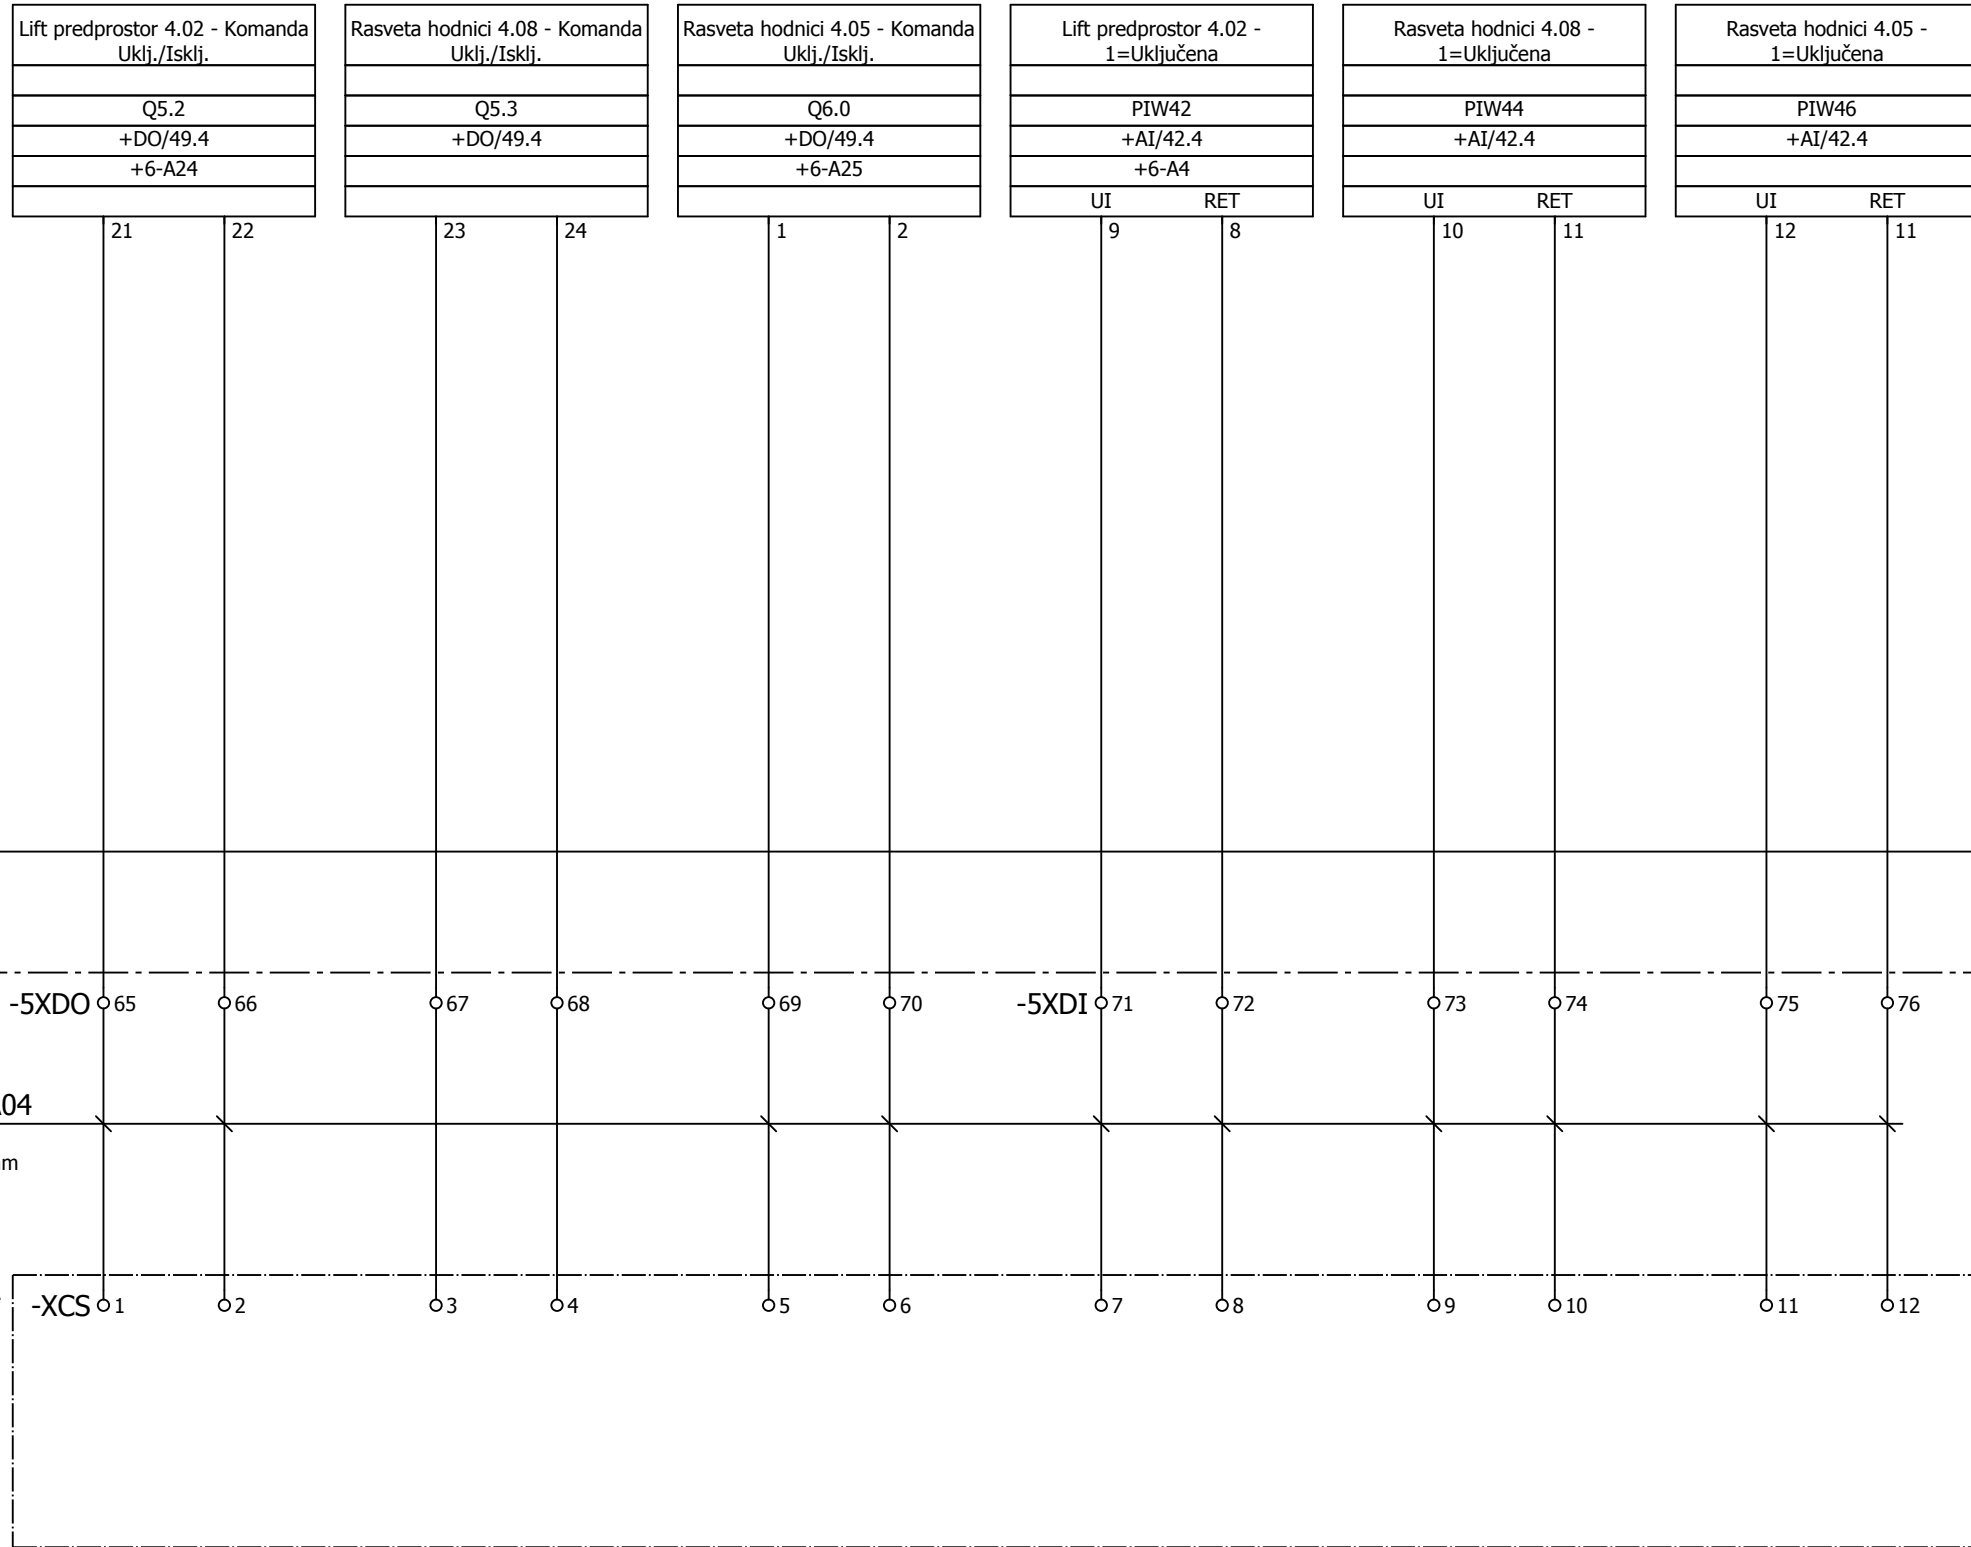 Lift predprostor 4.02 - Komanda
Uklj./Isklj.
Q5.2
+DO/49.4
+6-A24
Rasveta hodnici 4.08 - Komanda
Uklj./Isklj.
Q5.3
+DO/49.4
Rasveta hodnici 4.05 - Komanda
Uklj./Isklj.
Q6.0
+DO/49.4
+6-A25
Lift predprostor 4.02 -
1=Uključena
PIW42
+AI/42.4
+6-A4
UI RET
Rasveta hodnici 4.08 -
1=Uključena
PIW44
+AI/42.4
UI RET
Rasveta hodnici 4.05 -
1=Uključena
PIW46
+AI/42.4
UI RET
21 22 23 24 1 2 9 8 10 11 12 11
-5XDO 65 66 67 68 69 70 -5XDI 71 72 73 74 75 76
04
m
-XCS 1 2 3 4 5 6 7 8 9 10 11 12